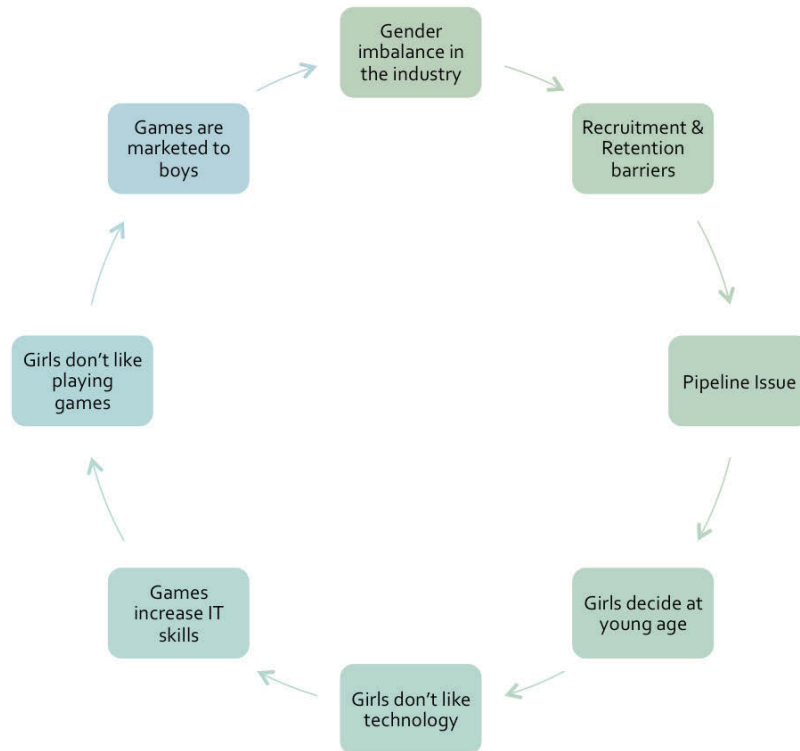 Gender
imbalance in
the industry
Recruitment &
Retention
barriers
Pipeline Issue
Girls decide at
young age
Girls don’t like
technology
Games
increase IT
skills
Girls don’t like
playing
games
Games are
marketed to
boys